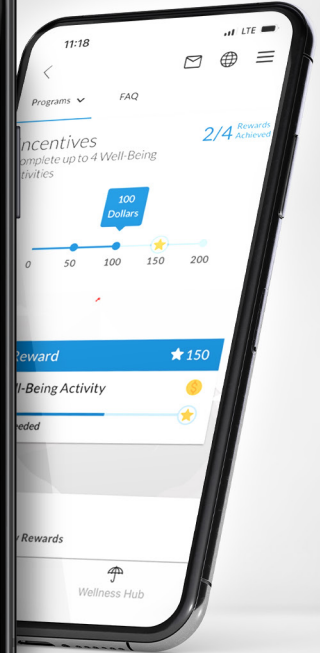 11:18
LTE
Programs
FAQ
ncentives
omplete up to 4 Well-Being
tivities
2/4 Rewards
Achieved
100
Dollars
0 50 100 150 200
Reward
150
ll-Being Activity
eeded
y Rewards
Wellness Hub